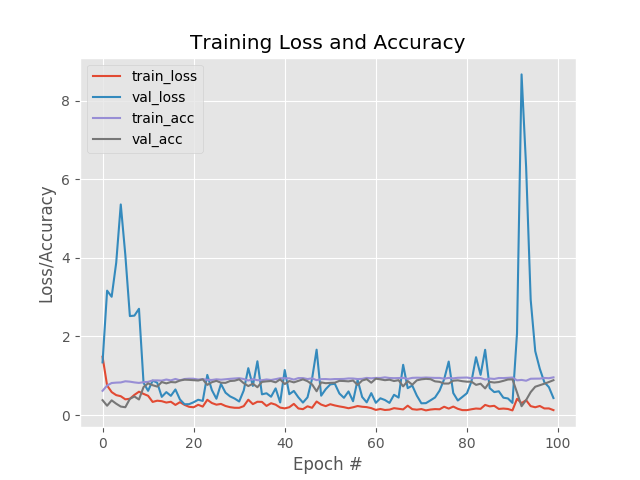 Training Loss and Accuracy
train_loss
val_loss
train_acc
val_acc
Loss/Accuracy
8
6
4
2
0
0 20 40 60 80 100
Epoch #